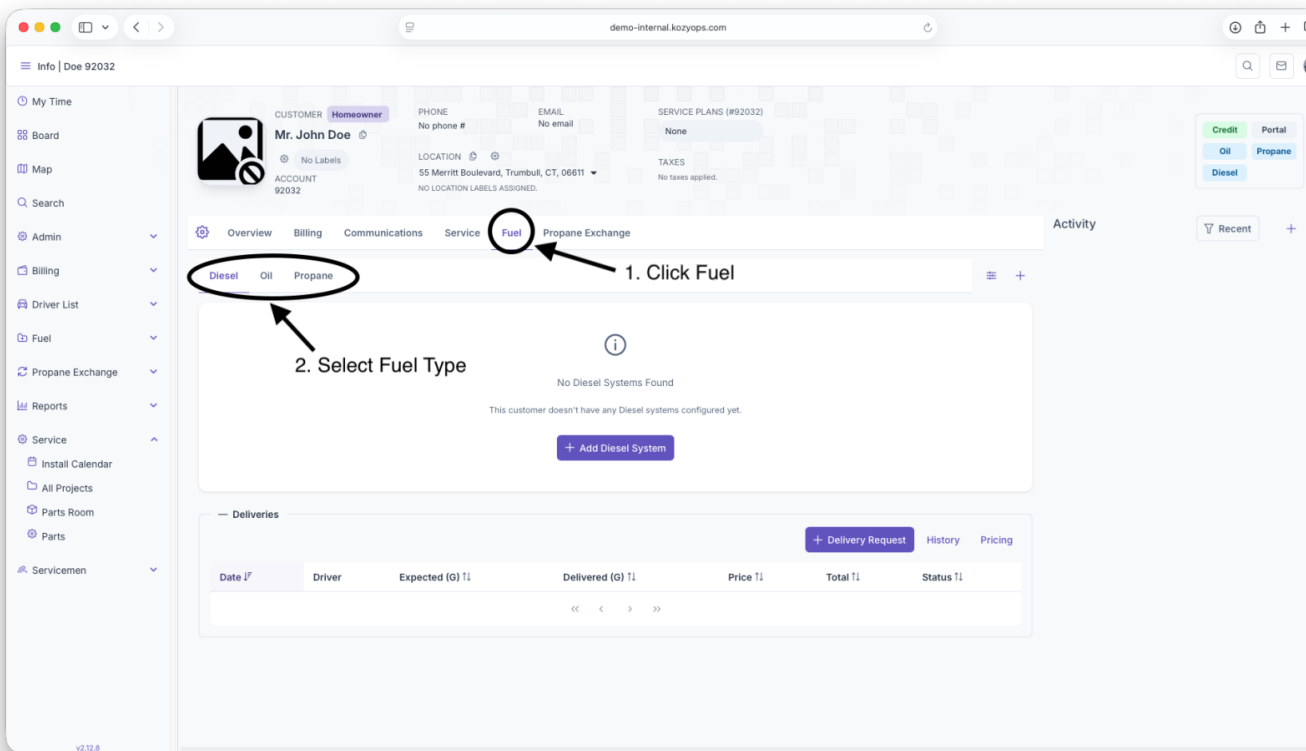 demo-internal.kozyops.com
Info | Doe 92032
My Time
Board
Map
Search
Admin
Billing
Driver List
Fuel
Propane Exchange
Reports
Service
Install Calendar
All Projects
Parts Room
Parts
Servicemen
v2.12.8
CUSTOMER Homeowner
Mr. John Doe
No Labels
ACCOUNT
92032
PHONE
No phone #
EMAIL
No email
LOCATION
55 Merritt Boulevard, Trumbull, CT, 06611
NO LOCATION LABELS ASSIGNED.
SERVICE PLANS (#92032)
None
TAXES
No taxes applied.
Credit Portal
Oil Propane
Diesel
Overview Billing Communications Service Fuel Propane Exchange
Activity
Recent
Diesel Oil Propane
1. Click Fuel
2. Select Fuel Type
No Diesel Systems Found
This customer doesn't have any Diesel systems configured yet.
+ Add Diesel System
Deliveries
+ Delivery Request History Pricing
Date Driver Expected (G) Delivered (G) Price Total Status